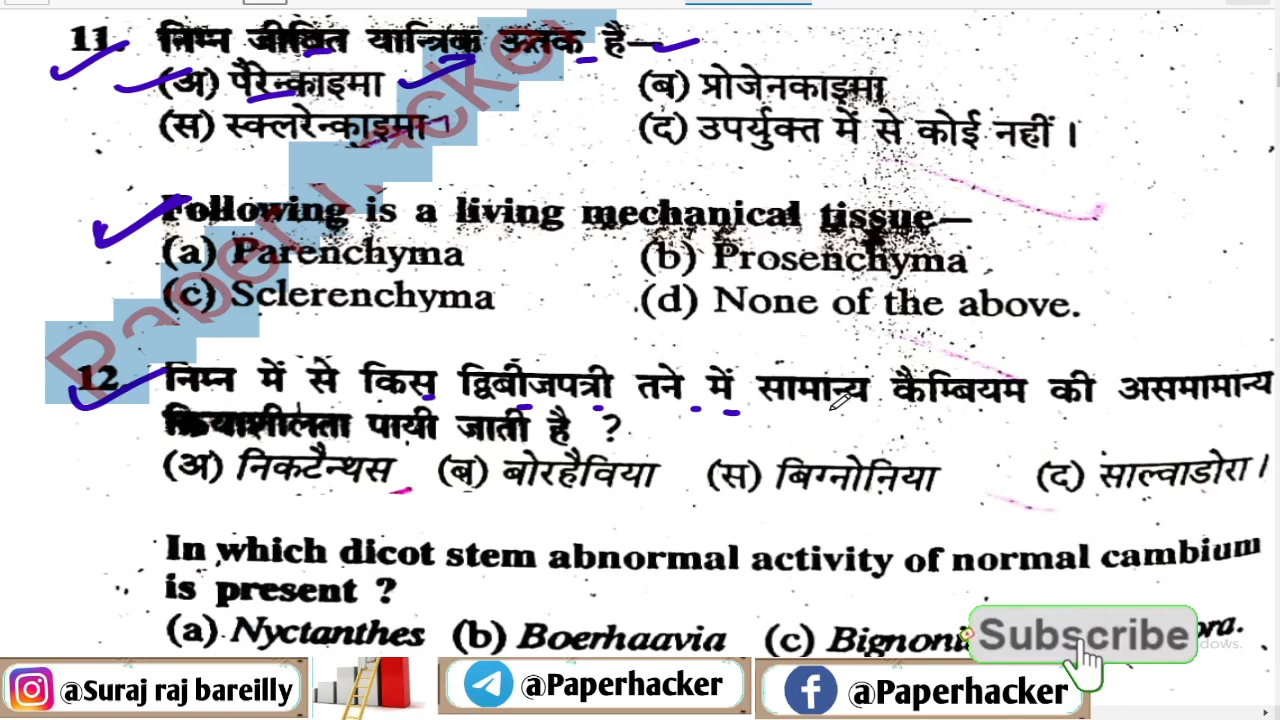 11. निम्न जीवित यान्त्रिक ऊतक है—
(अ) पैरेन्काइमा (ब) प्रोजेनकाइमा
(स) स्क्लरेन्काइमा (द) उपर्युक्त में से कोई नहीं।
Following is a living mechanical tissue—
(a) Parenchyma (b) Prosenchyma
(c) Sclerenchyma (d) None of the above.
12. निम्न में से किस द्विबीजपत्री तने में सामान्य कैम्बियम की असमामान्य
क्रियाशीलता पायी जाती है ?
(अ) निकटैन्थस (ब) बोरहैविया (स) बिग्नोनिया (द) साल्वाडोरा।
In which dicot stem abnormal activity of normal cambium
is present ?
(a) Nyctanthes (b) Boerhaavia (c)
Subscribe
@Suraj raj bareilly @Paperhacker @Paperhacker
Paper Hacker